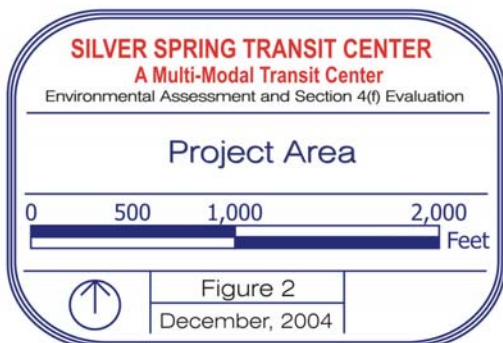 SILVER SPRING TRANSIT CENTER
A Multi-Modal Transit Center
Environmental Assessment and Section 4(f) Evaluation
Project Area
0 500 1,000 2,000
Feet
Figure 2
December, 2004